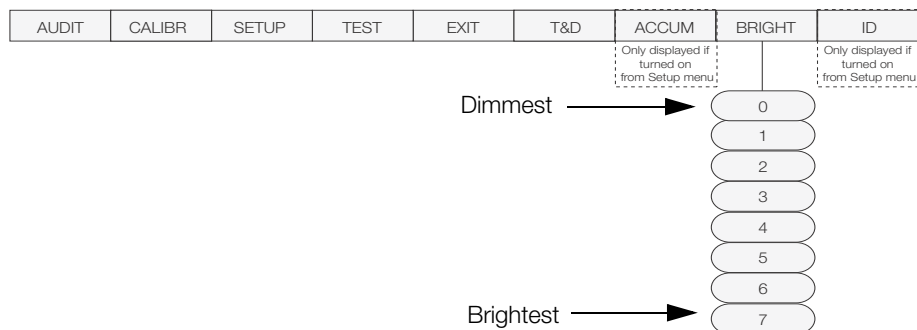 AUDIT CALIBR SETUP TEST EXIT T&D ACCUM BRIGHT ID
Only displayed if
turned on
from Setup menu
Only displayed if
turned on
from Setup menu
Dimmest
0
1
2
3
4
5
6
Brightest
7